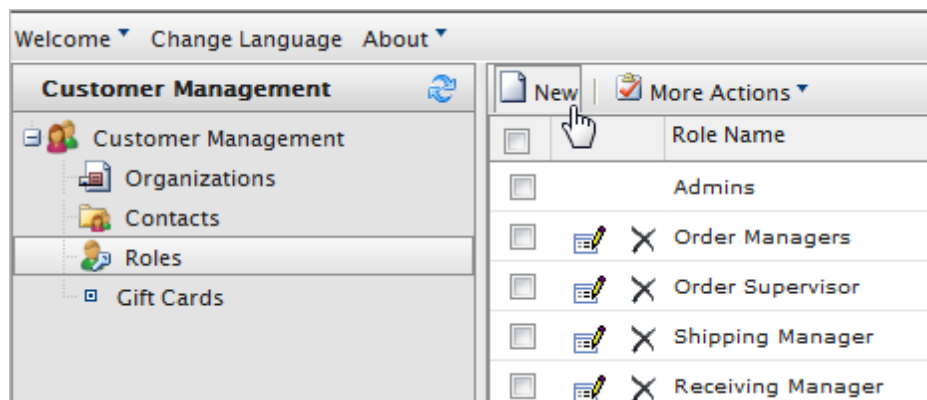 Welcome Change Language About
Customer Management
New More Actions
Customer Management
Organizations
Contacts
Roles
Gift Cards
Role Name
Admins
Order Managers
Order Supervisor
Shipping Manager
Receiving Manager